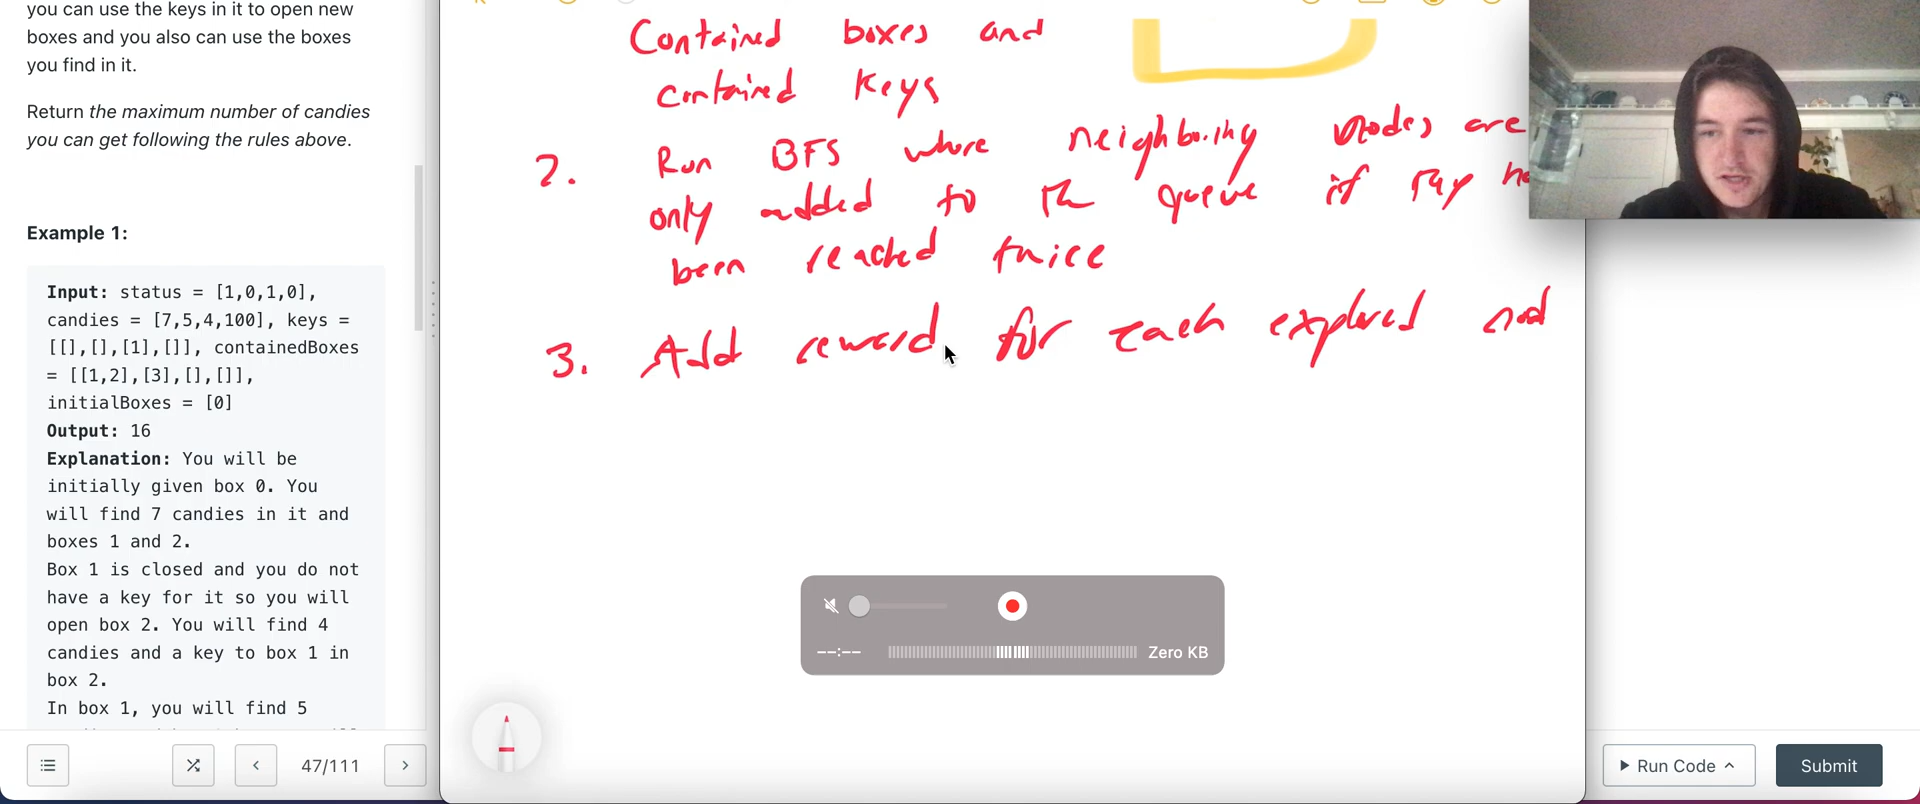 you can use the keys in it to open new
boxes and you also can use the boxes
you find in it.
Return the maximum number of candies
you can get following the rules above.
Example 1:
Input: status = [1,0,1,0],
candies = [7,5,4,100], keys =
[[],[],[1],[]], containedBoxes
= [[1,2],[3],[],[]],
initialBoxes = [0]
Output: 16
Explanation: You will be
initially given box 0. You
will find 7 candies in it and
boxes 1 and 2.
Box 1 is closed and you do not
have a key for it so you will
open box 2. You will find 4
candies and a key to box 1 in
box 2.
In box 1, you will find 5
47/111
Contained boxes and
contained keys
2. Run BFS where neighboring nodes are
only added to the queue if they
been reached twice
3. Add reward for each explored nod
--:-- Zero KB
Run Code
Submit